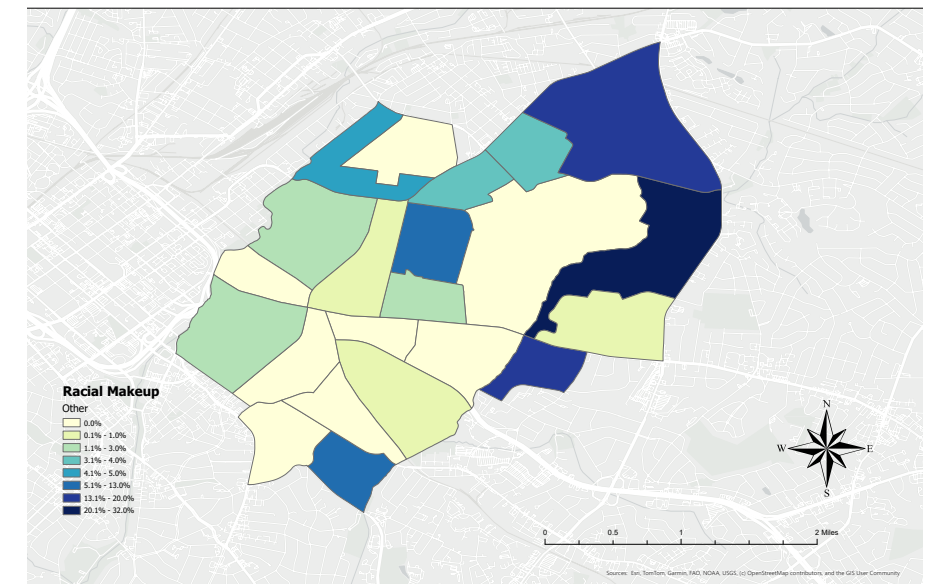 Racial Makeup
Other
0.0%
0.1% - 1.0%
1.1% - 3.0%
3.1% - 4.0%
4.1% - 5.0%
5.1% - 13.0%
13.1% - 20.0%
20.1% - 32.0%
N
W E
S
0 0.5 1 2 Miles
Sources: Esri, TomTom, Garmin, FAO, NOAA, USGS, (c) OpenStreetMap contributors, and the GIS User Community